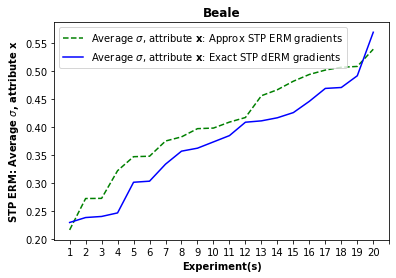 Beale
Average σ, attribute x: Approx STP ERM gradients
Average σ, attribute x: Exact STP dERM gradients
STP ERM: Average σ, attribute x
0.55
0.50
0.45
0.40
0.35
0.30
0.25
0.20
1 2 3 4 5 6 7 8 9 10 11 12 13 14 15 16 17 18 19 20
Experiment(s)